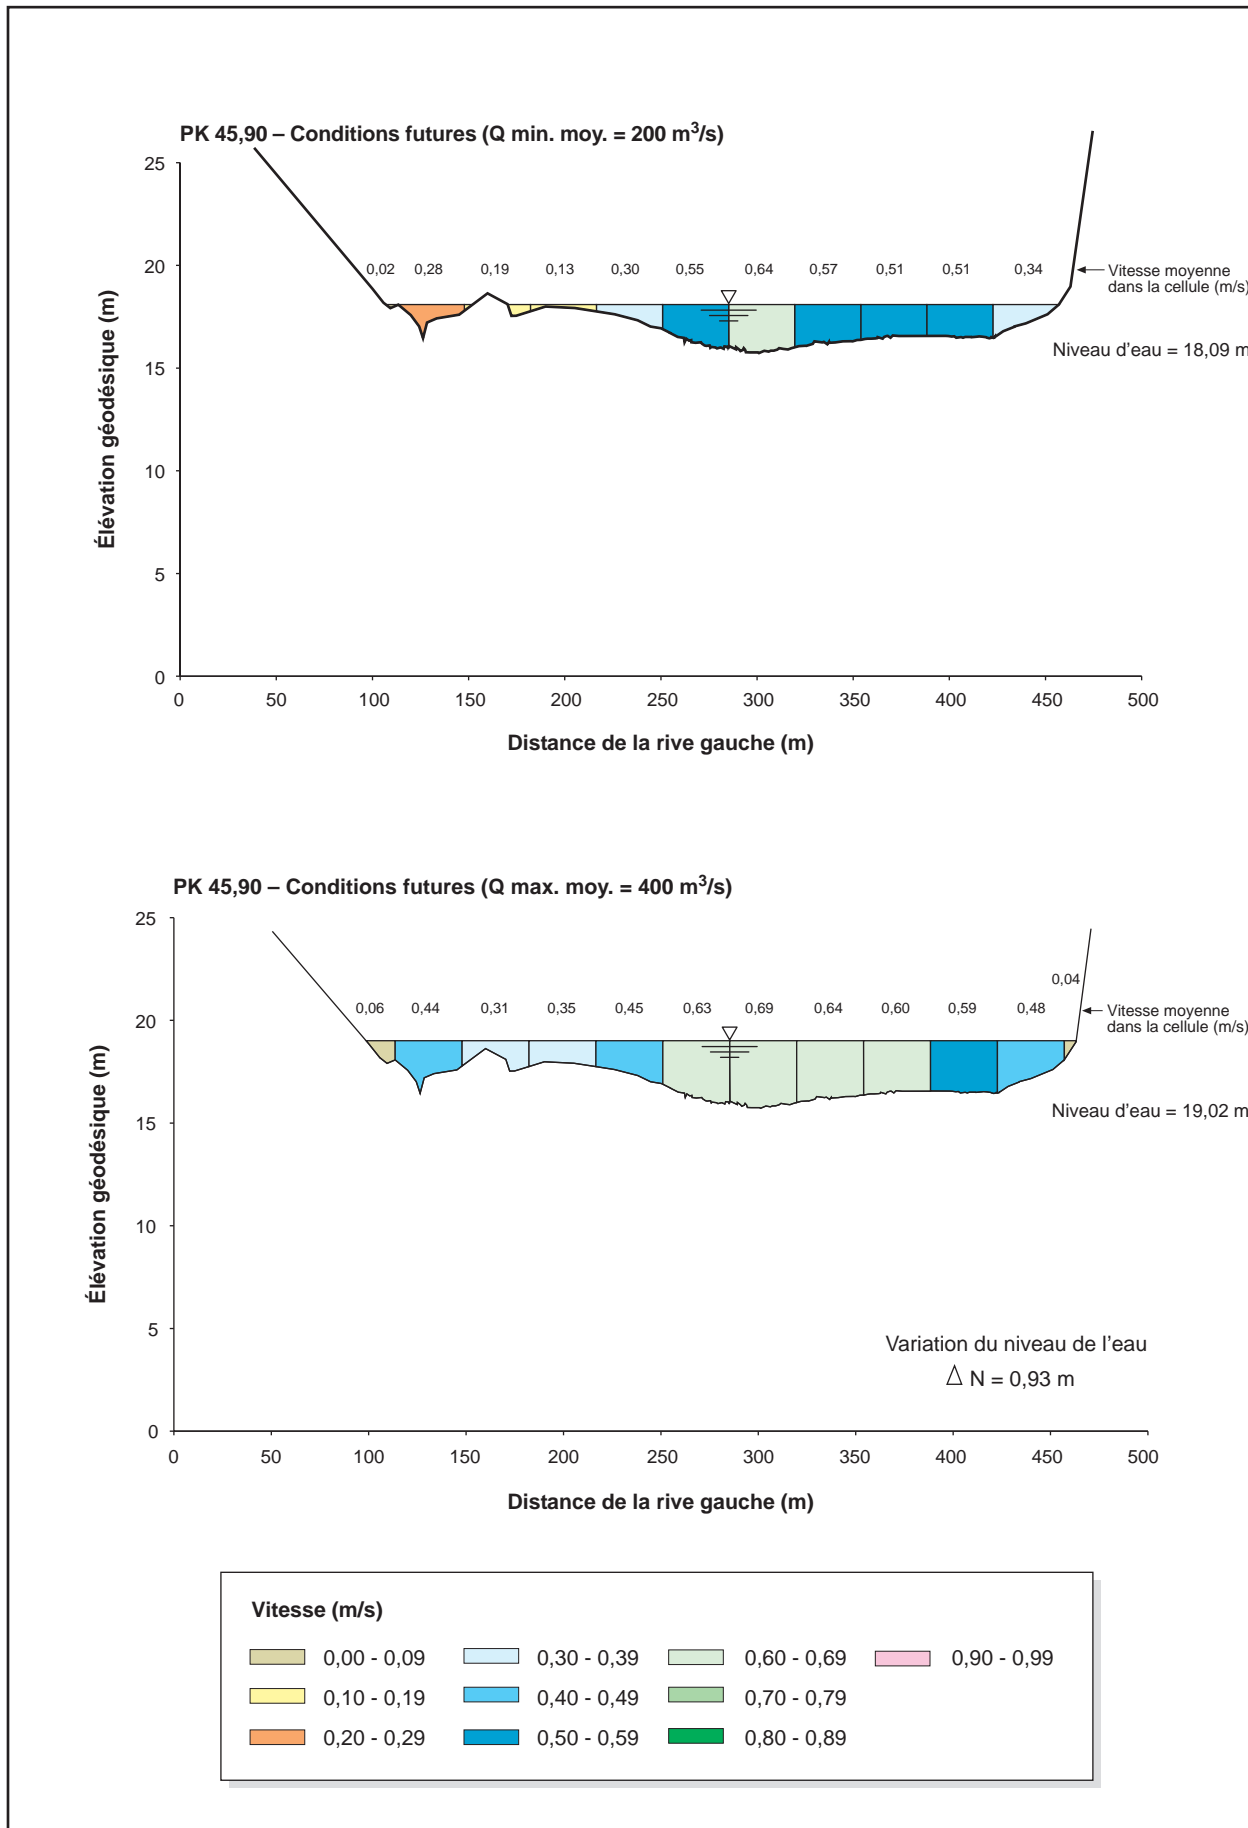 PK 45,90 – Conditions futures (Q min. moy. = 200 m³/s)
25
20
15
10
5
0
Élévation géodésique (m)
0,02 0,28 0,19 0,13 0,30 0,55 0,64 0,57 0,51 0,51 0,34
Vitesse moyenne
dans la cellule (m/s)
Niveau d'eau = 18,09 m
0 50 100 150 200 250 300 350 400 450 500
Distance de la rive gauche (m)
PK 45,90 – Conditions futures (Q max. moy. = 400 m³/s)
25
20
15
10
5
0
Élévation géodésique (m)
0,04
0,06 0,44 0,31 0,35 0,45 0,63 0,69 0,64 0,60 0,59 0,48
Vitesse moyenne
dans la cellule (m/s)
Niveau d'eau = 19,02 m
Variation du niveau de l'eau
Δ N = 0,93 m
0 50 100 150 200 250 300 350 400 450 500
Distance de la rive gauche (m)
Vitesse (m/s)
0,00 - 0,09 0,30 - 0,39 0,60 - 0,69 0,90 - 0,99
0,10 - 0,19 0,40 - 0,49 0,70 - 0,79
0,20 - 0,29 0,50 - 0,59 0,80 - 0,89